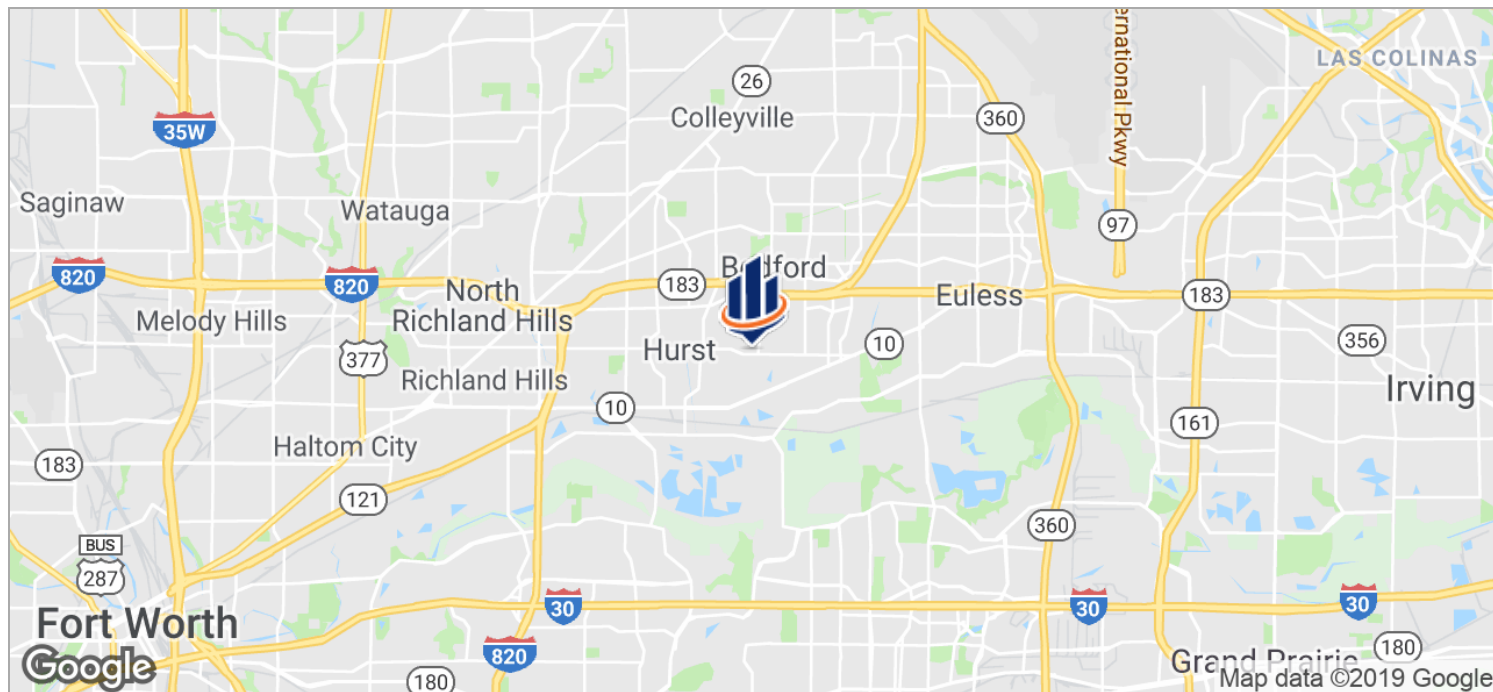 ernational Pkwy
LAS COLINAS
26
Colleyville
360
35W
Saginaw
Watauga
97
820
820
183
Bedford
North
Richland Hills
Euless
183
Melody Hills
377
Hurst
10
356
Richland Hills
Irving
10
161
Haltom City
183
121
360
BUS
287
30
30
30
Fort Worth
820
180
Google
Grand Prairie
180
Map data ©2019 Google